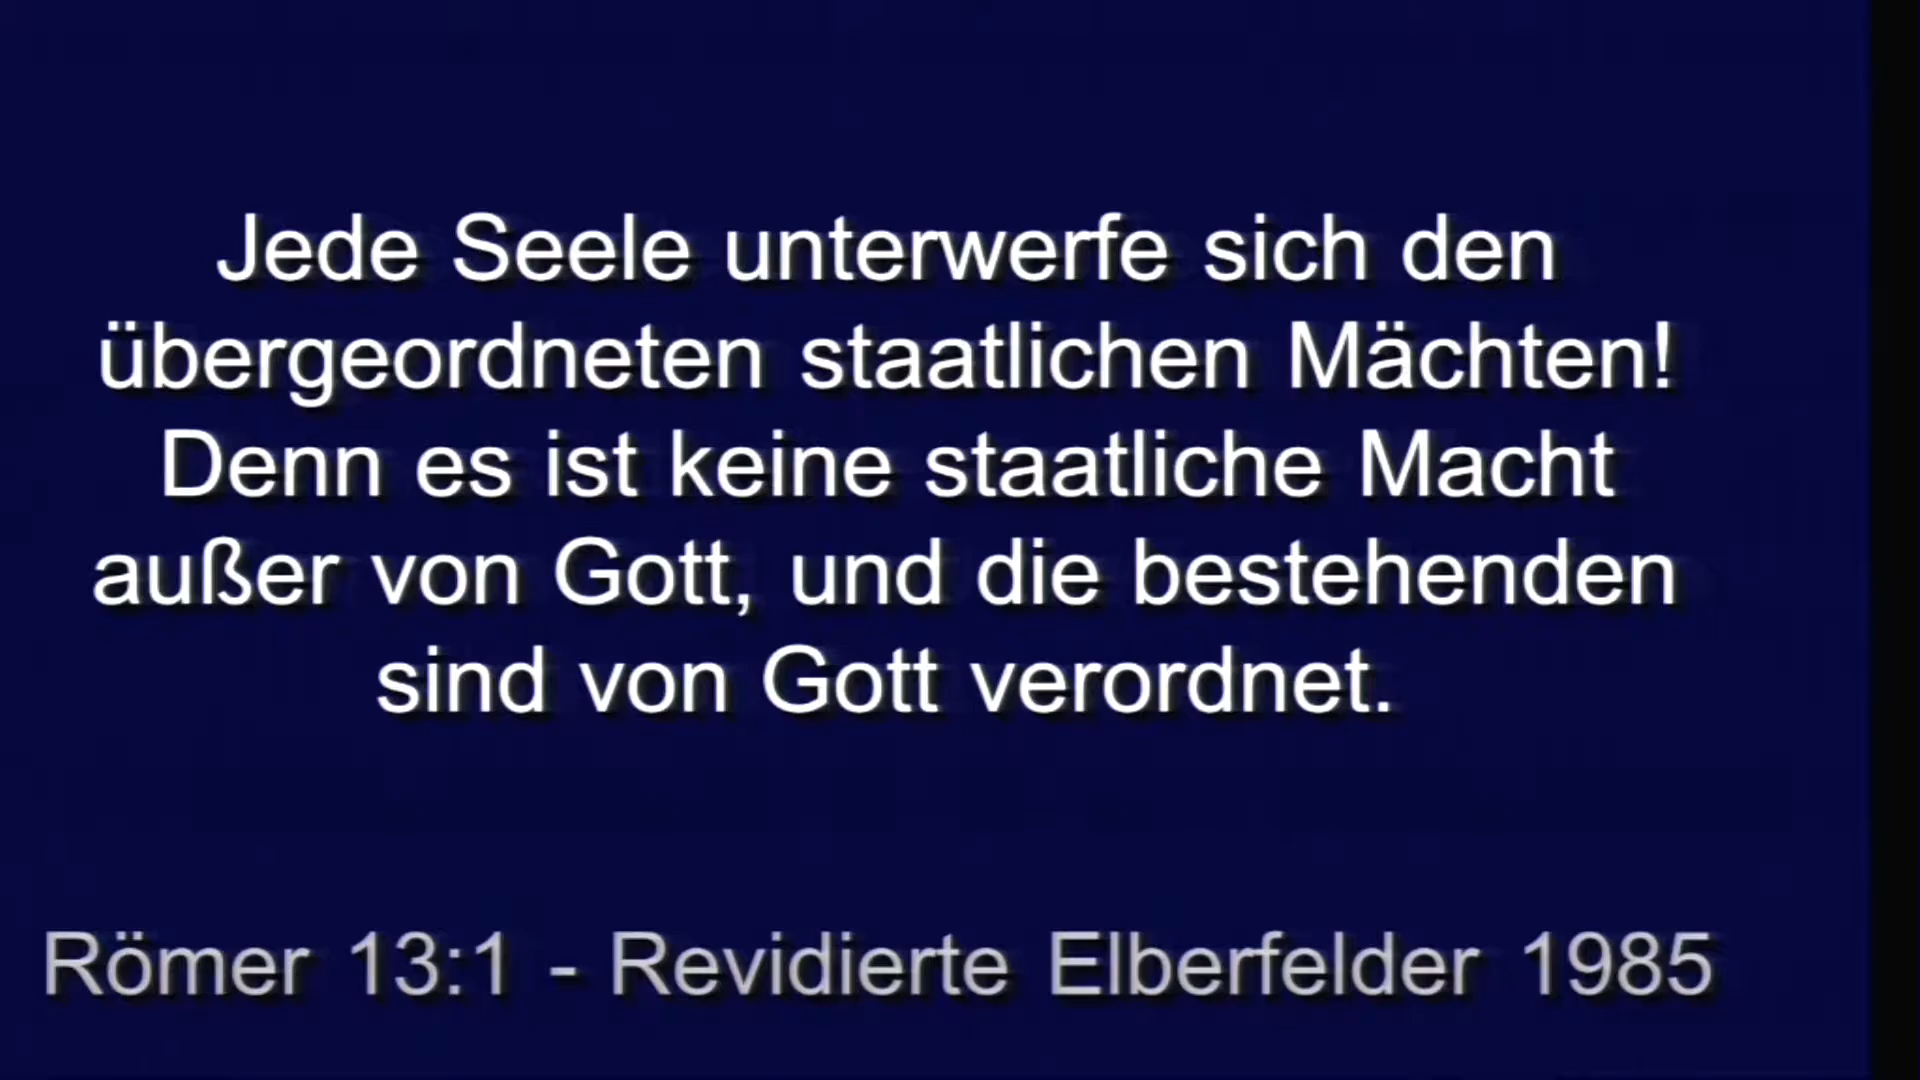 Jede Seele unterwerfe sich den
übergeordneten staatlichen Mächten!
Denn es ist keine staatliche Macht
außer von Gott, und die bestehenden
sind von Gott verordnet.
Römer 13:1 - Revidierte Elberfelder 1985